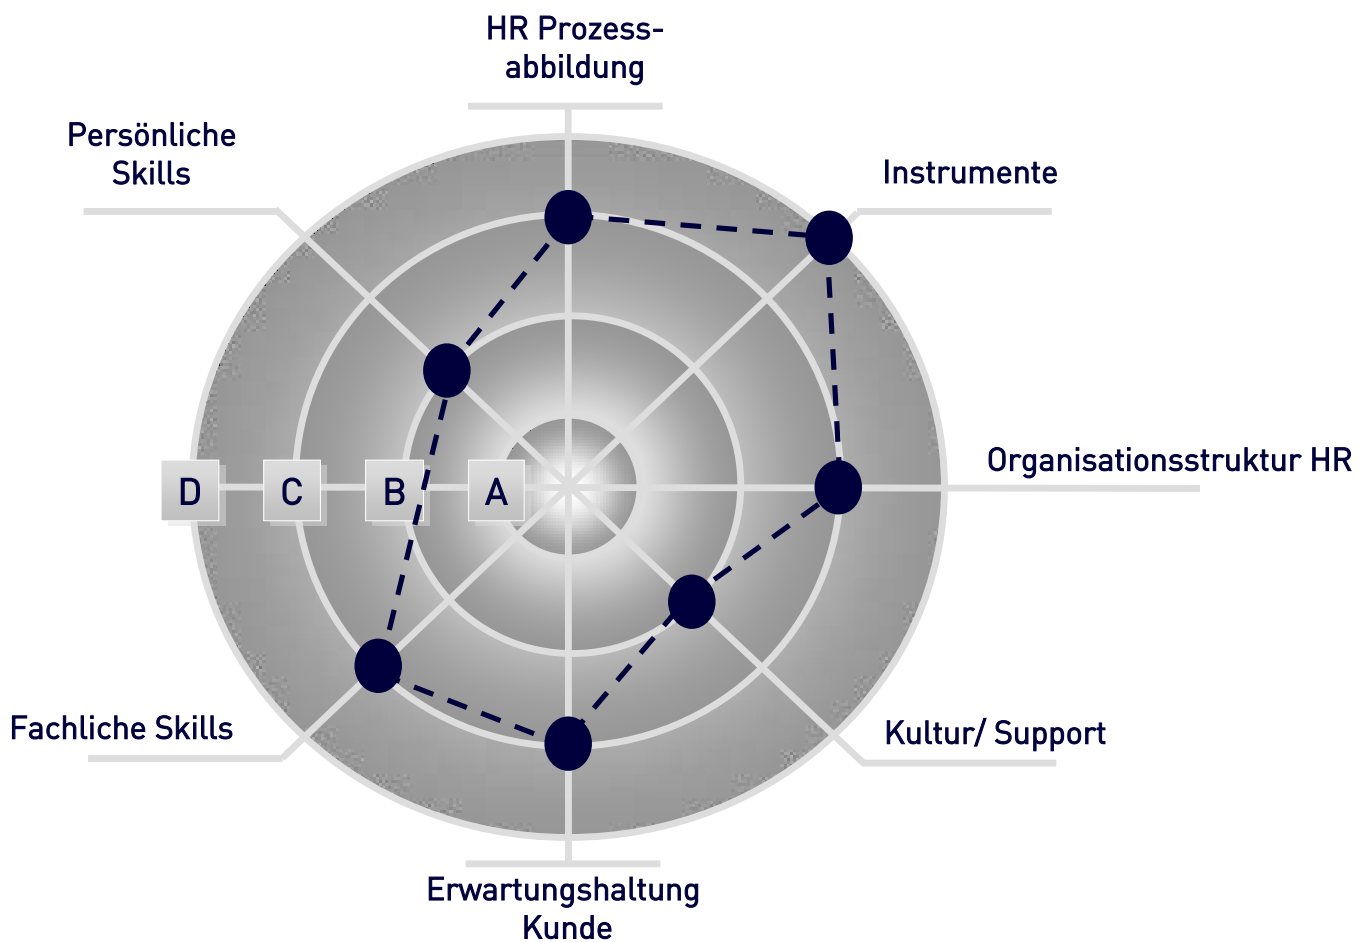 HR Prozess-
abbildung
Persönliche
Skills
Instrumente
Organisationsstruktur HR
D C B A
Fachliche Skills
Kultur/ Support
Erwartungshaltung
Kunde